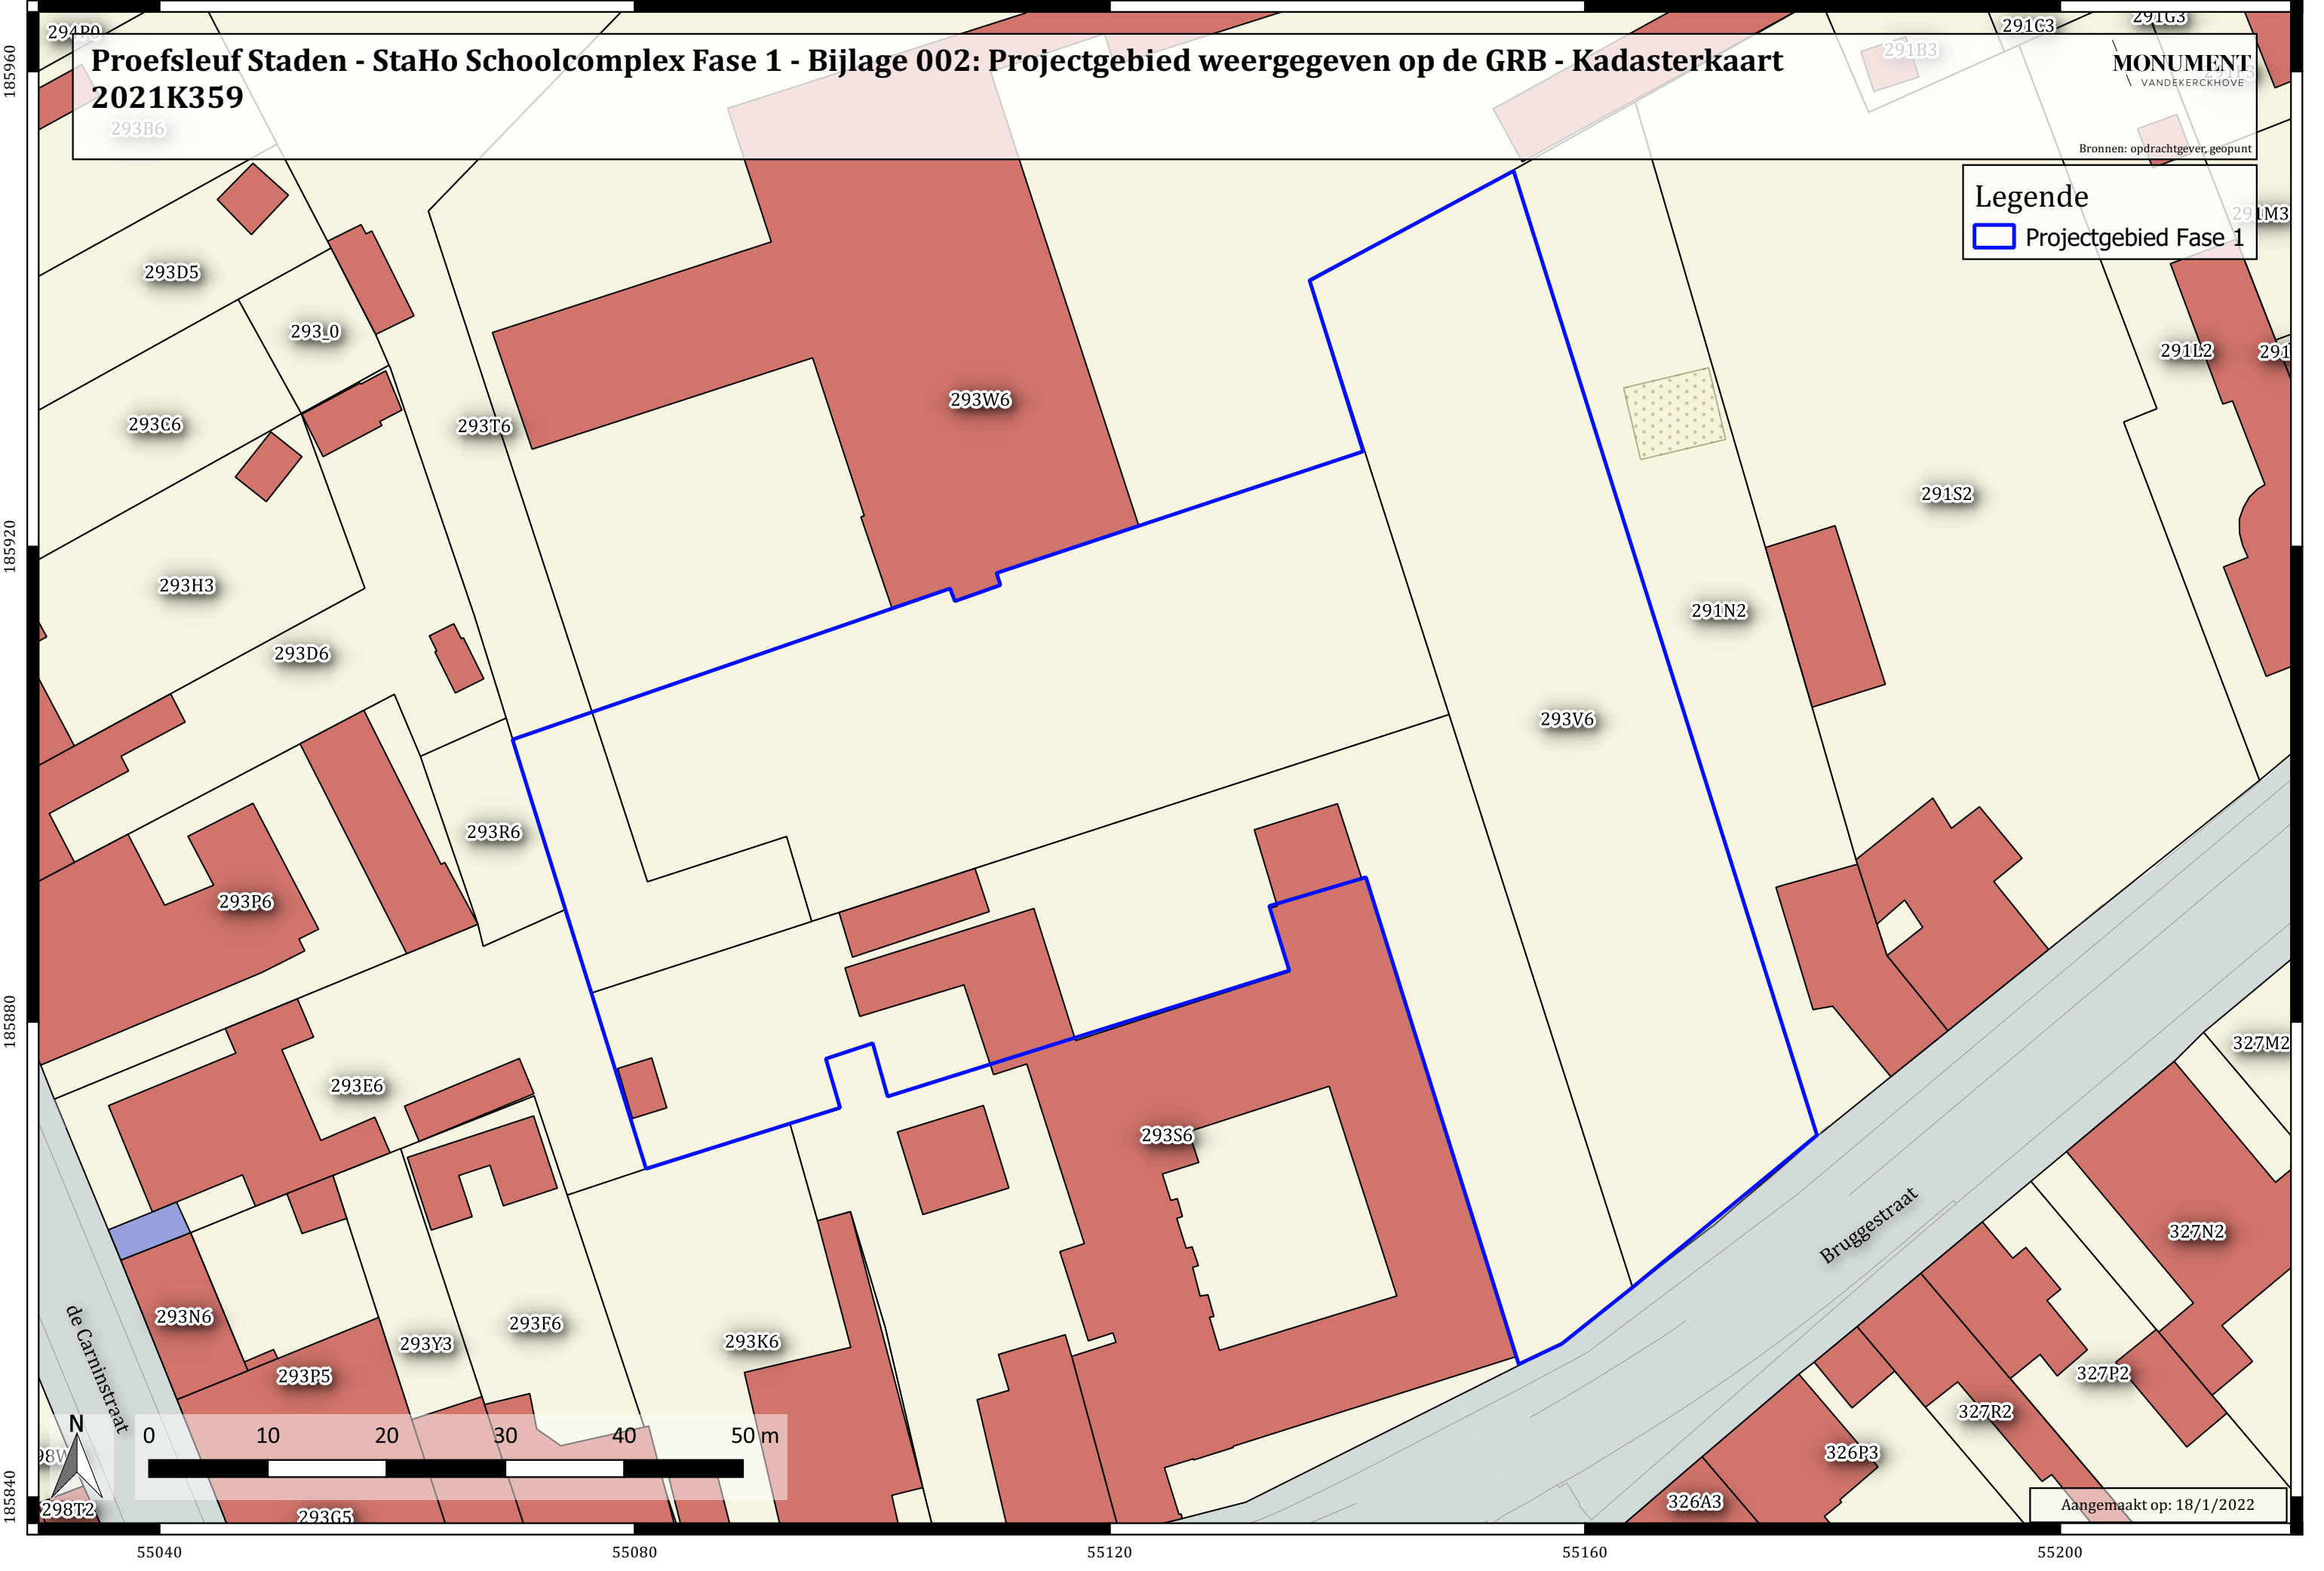 Proefsleuf Staden - StaHo Schoolcomplex Fase 1 - Bijlage 002: Projectgebied weergegeven op de GRB - Kadasterkaart
2021K359
MONUMENT
VANDEKERCKHOVE
Bronnen: opdrachtgever, geopunt
Legende
Projectgebied Fase 1
294P0
291C3
291G3
291B3
293B6
291M3
293D5
293_0
291L2
291
293C6
293T6
293W6
291S2
293H3
291N2
293D6
293V6
293R6
293P6
327M2
293E6
293S6
Bruggestraat
327N2
de Carninstraat
293N6
293Y3
293F6
293K6
293P5
327P2
327R2
326P3
298T2
293G5
326A3
N
0 10 20 30 40 50 m
Aangemaakt op: 18/1/2022
185960
185920
185880
185840
55040 55080 55120 55160 55200